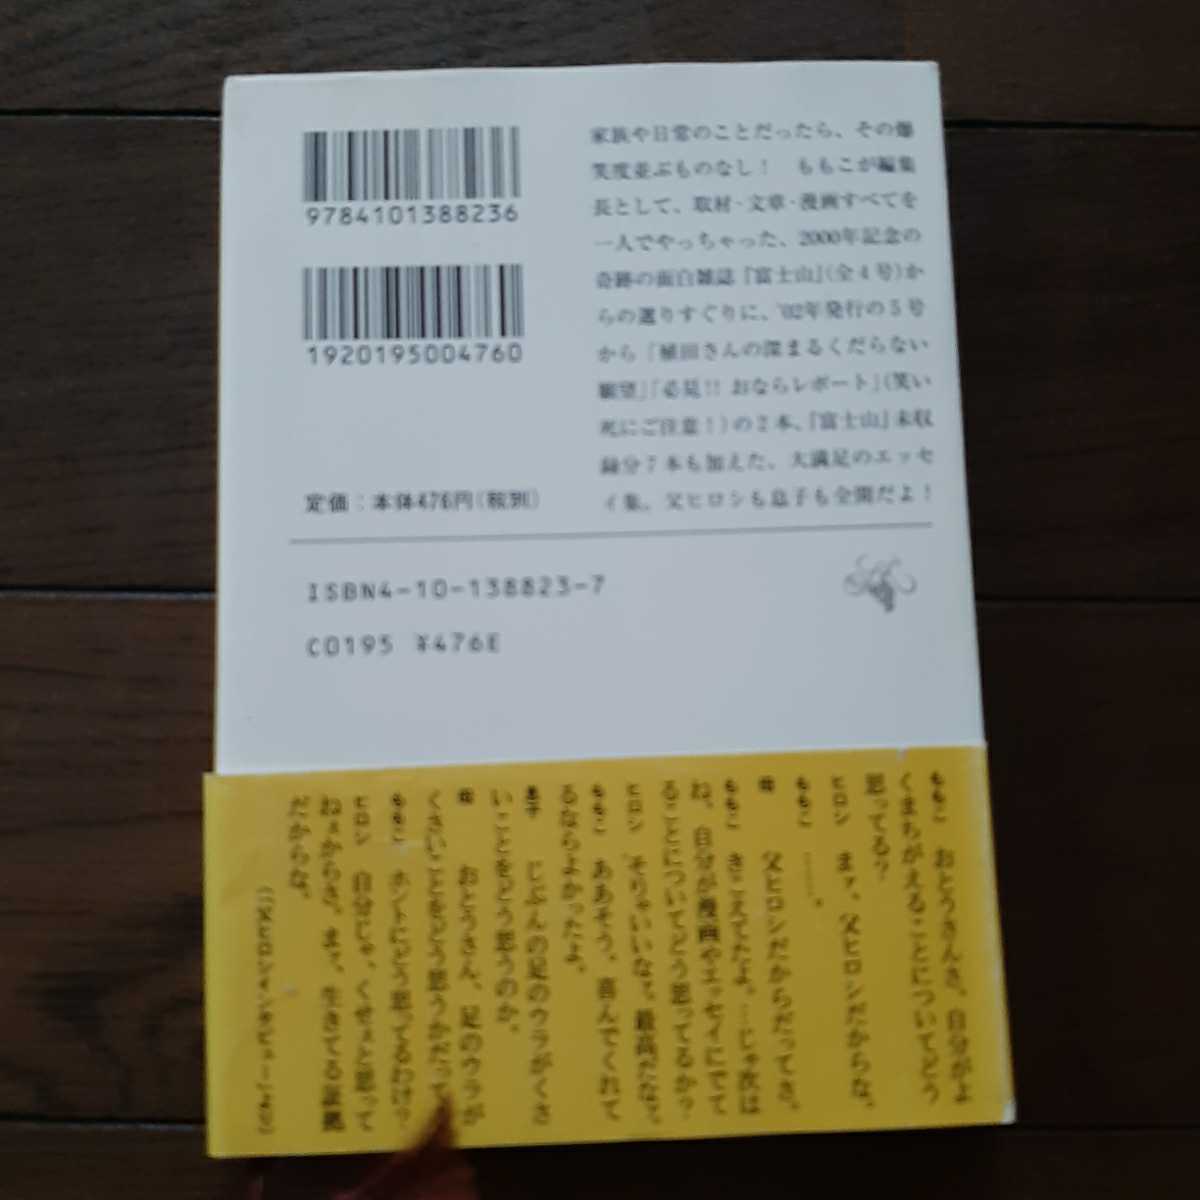 9784101388236
1920195004760
定価：本体476円（税別）
家族や日常のことだったら、その爆
笑度並ぶものなし！　ももこが編集
長として、取材・文章・漫画すべてを
一人でやっちゃった、2000年記念の
奇跡の面白雑誌『富士山』（全４号）か
らの選りすぐりに、'02年発行の５号
から「植田さんの深まるくだらない
願望」「必見!! おならレポート」（笑い
死にご注意！）の２本、『富士山』未収
録分７本も加えた、大満足のエッセ
イ集。父ヒロシも息子も全開だよ！
ISBN4-10-138823-7
C0195 ¥476E
ももこ　おとうさんさ、自分がよ
くまちがえることについてどう
思ってる？
ヒロシ　まァ、父ヒロシだからな。
ももこ　……。
母　父ヒロシだからだってさ。
ももこ　きこえてたよ。…じゃ次は
ね、自分が漫画やエッセイにでて
ることについてどう思ってるか？
ヒロシ　そりゃいいなァ。最高だなァ。
ももこ　ああそう。喜んでくれて
るならよかったよ。
息子　じぶんの足のウラがくさ
いことをどう思うのか。
母　おとうさん、足のウラが
くさいことをどう思うかだって。
ももこ　ホントにどう思ってるわけ？
ヒロシ　自分じゃ、くさぇと思って
ねぇからさ。ま、生きてる証拠
だからな。
（「父ヒロシインタビュー」より）